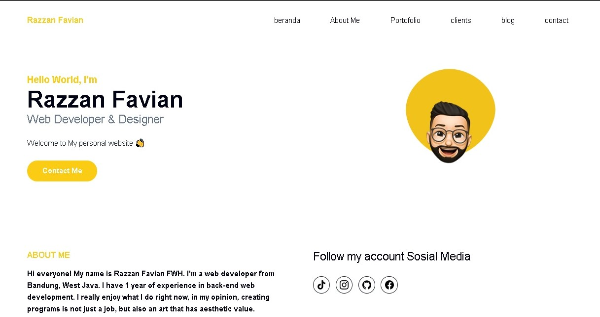 Razzan Favian
beranda About Me Portofolio clients blog contact
Hello World, I'm
Razzan Favian
Web Developer & Designer
Welcome to My personal website
Contact Me
ABOUT ME
Hi everyone! My name is Razzan Favian FWH. I'm a web developer from
Bandung, West Java. I have 1 year of experience in back-end web
development. I really enjoy what I do right now, in my opinion, creating
programs is not just a job, but also an art that has aesthetic value.
Follow my account Sosial Media